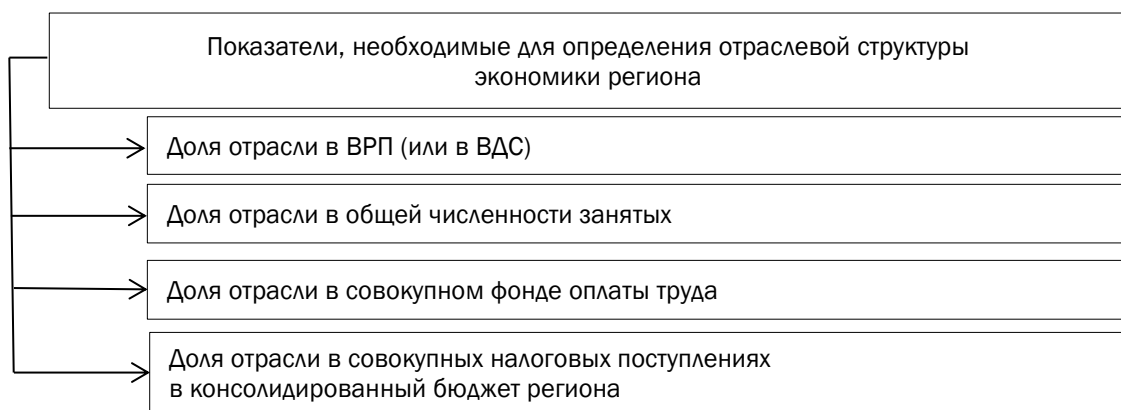 Показатели, необходимые для определения отраслевой структуры
экономики региона
Доля отрасли в ВРП (или в ВДС)
Доля отрасли в общей численности занятых
Доля отрасли в совокупном фонде оплаты труда
Доля отрасли в совокупных налоговых поступлениях
в консолидированный бюджет региона